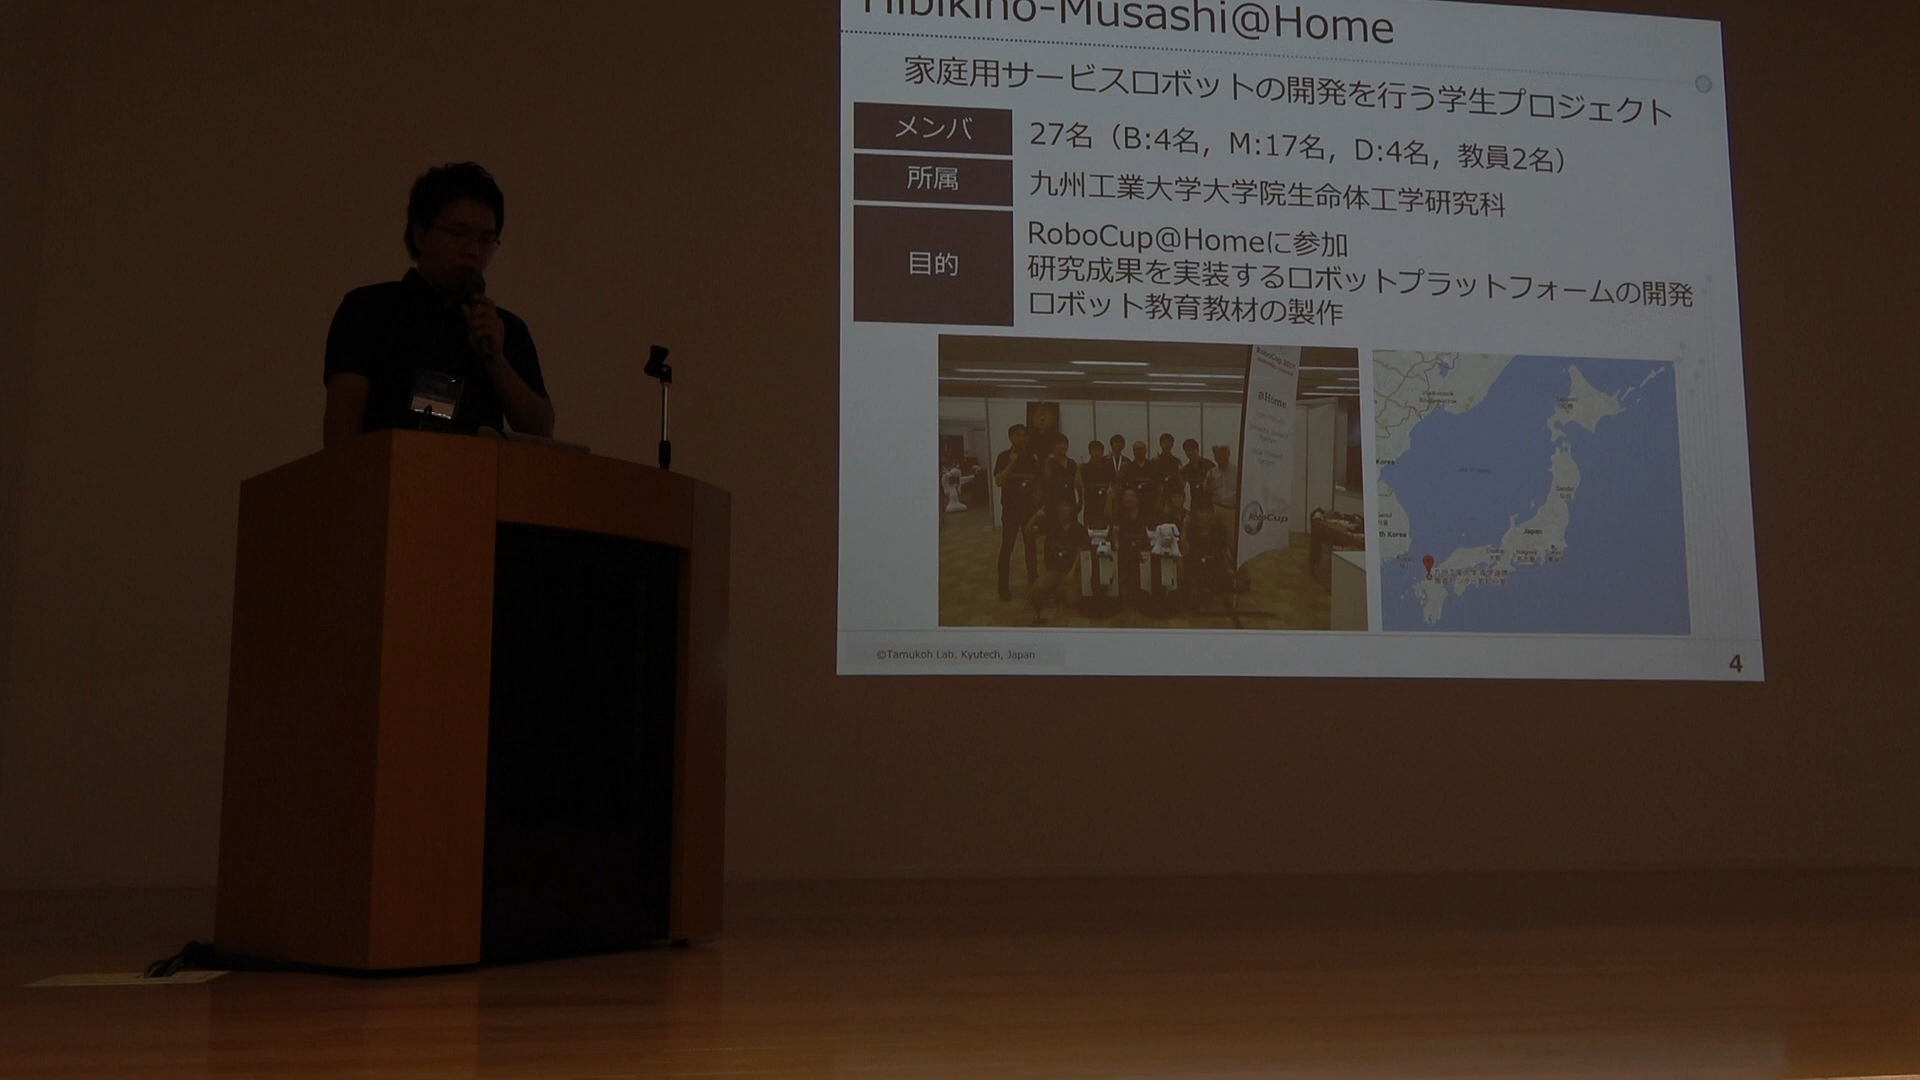 Hibikino-Musashi@Home
家庭用サービスロボットの開発を行う学生プロジェクト
メンバ
27名（B:4名，M:17名，D:4名，教員2名）
所属
九州工業大学大学院生命体工学研究科
目的
RoboCup@Homeに参加
研究成果を実装するロボットプラットフォームの開発
ロボット教育教材の製作
@Home
RoboCup
Korea
Japan
©Tamukoh Lab. Kyutech, Japan
4